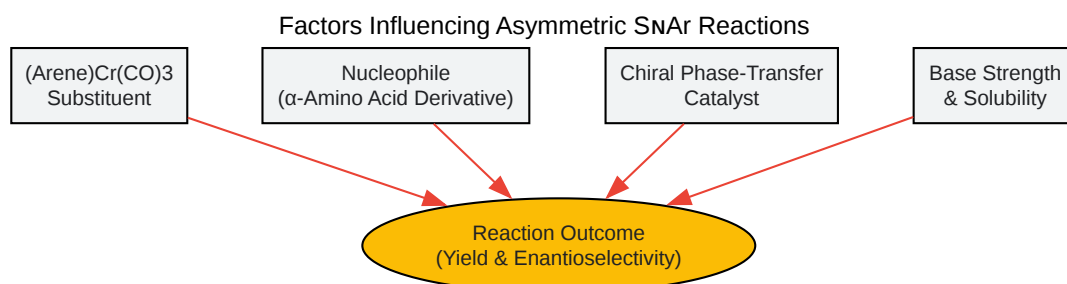 Factors Influencing Asymmetric SNAr Reactions
(Arene)Cr(CO)3
Substituent
Nucleophile
(α-Amino Acid Derivative)
Chiral Phase-Transfer
Catalyst
Base Strength
& Solubility
Reaction Outcome
(Yield & Enantioselectivity)